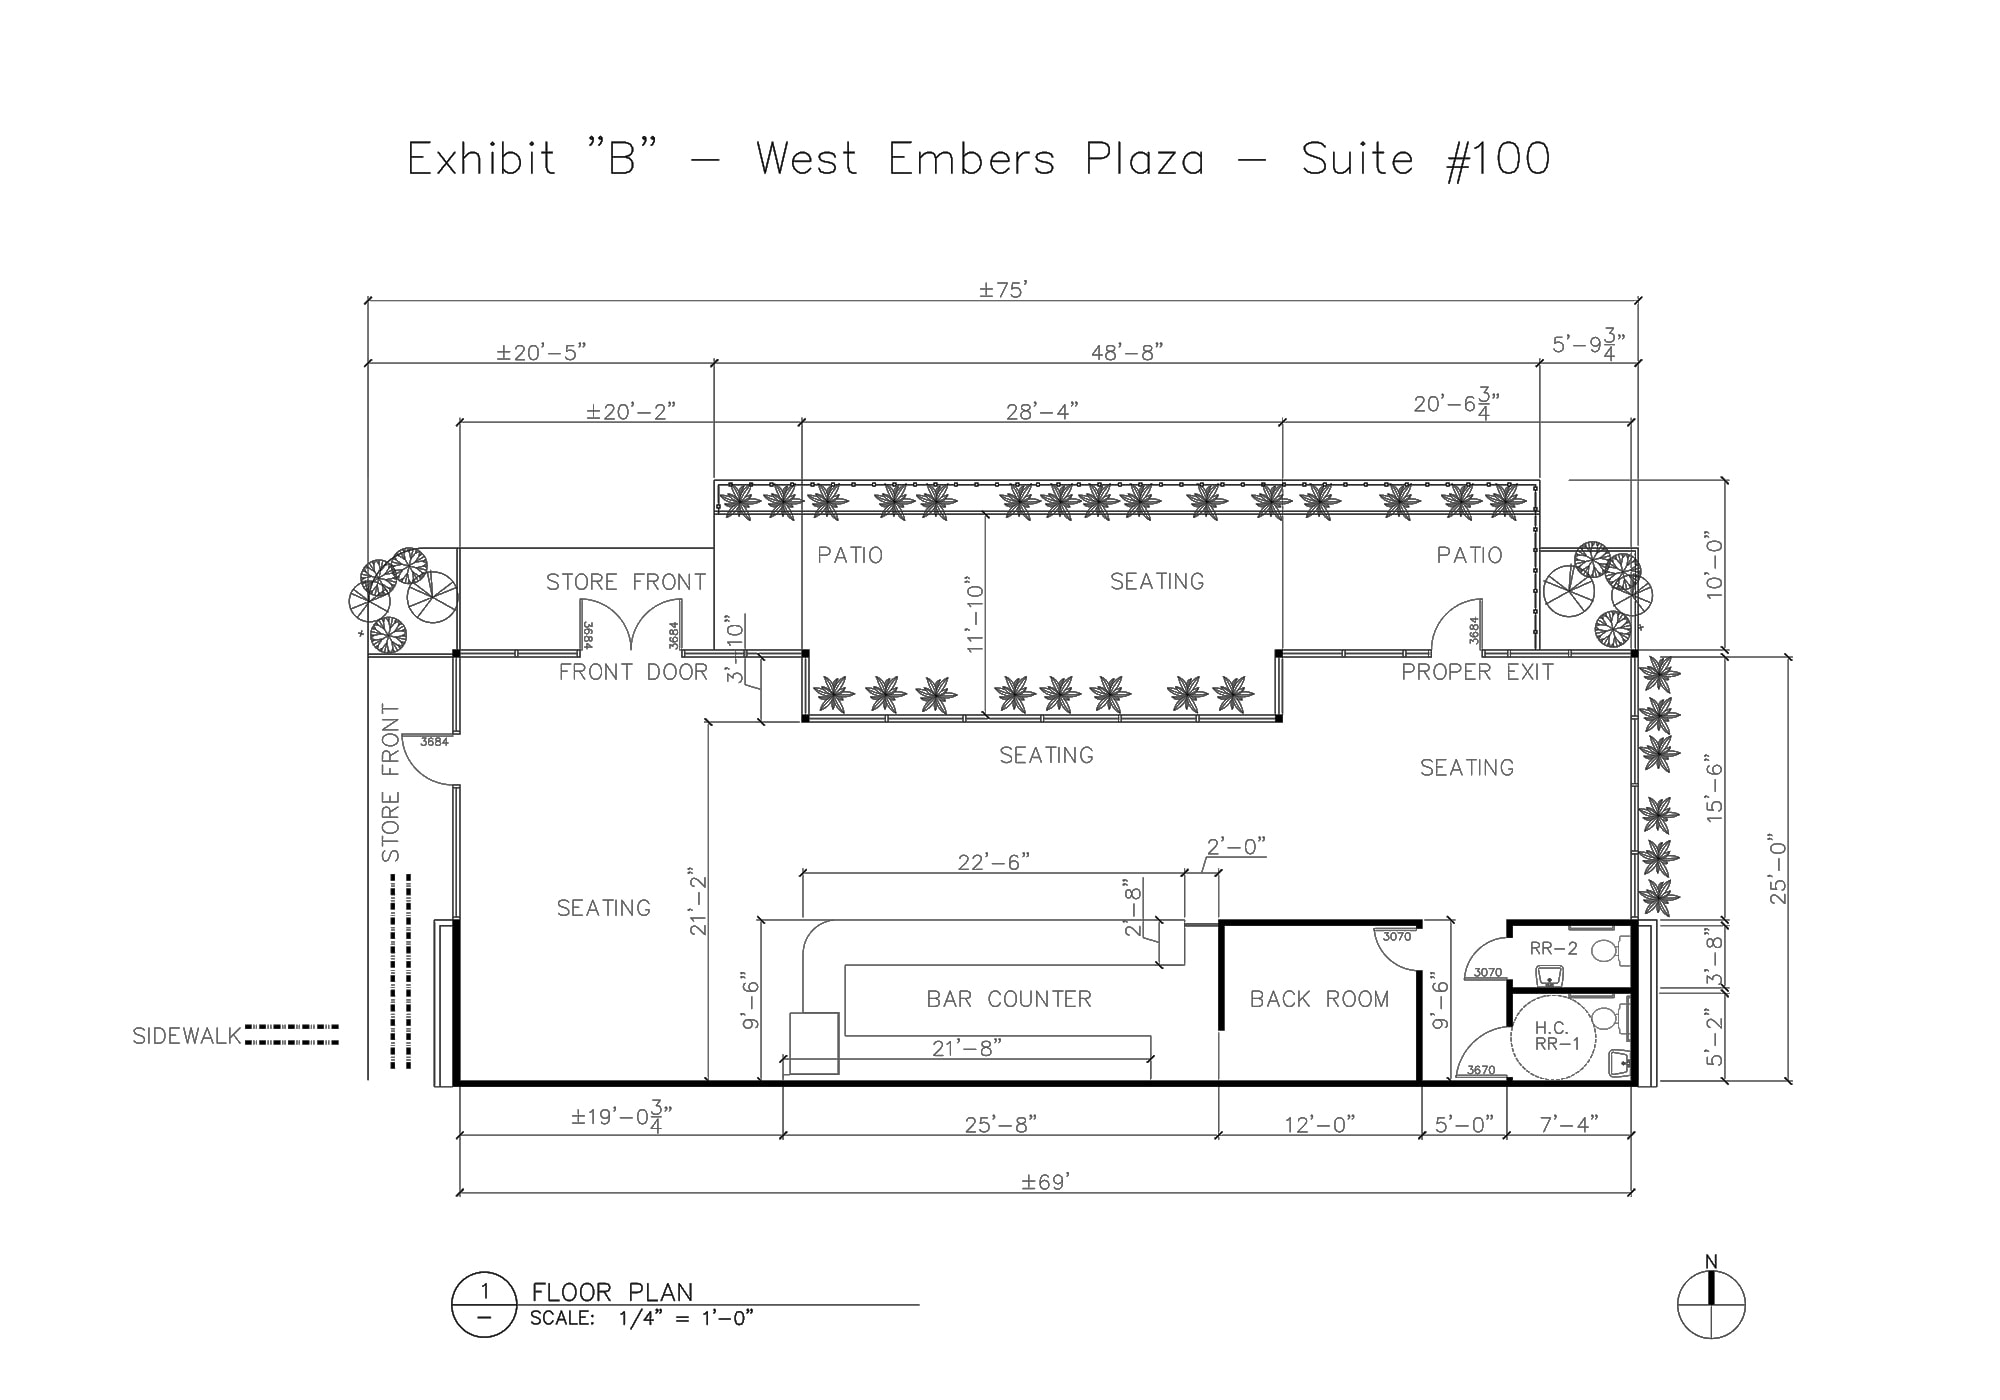 Exhibit "B" – West Embers Plaza – Suite #100
±75'
±20'–5"
48'–8"
5'–9 3/4"
±20'–2"
28'–4"
20'–6 3/4"
PATIO
PATIO
STORE FRONT
SEATING
10'–0"
11'–10"
3684
3684
3684
3'–10"
FRONT DOOR
PROPER EXIT
STORE FRONT
3684
SEATING
SEATING
15'–6"
25'–0"
22'–6"
2'–0"
21'–2"
2'–8"
SEATING
9'–6"
BAR COUNTER
BACK ROOM
3070
9'–6"
3070
RR–2
3'–8"
SIDEWALK
21'–8"
H.C.
RR–1
3670
5'–2"
±19'–0 3/4"
25'–8"
12'–0"
5'–0"
7'–4"
±69'
1
–
FLOOR PLAN
SCALE: 1/4" = 1'–0"
N